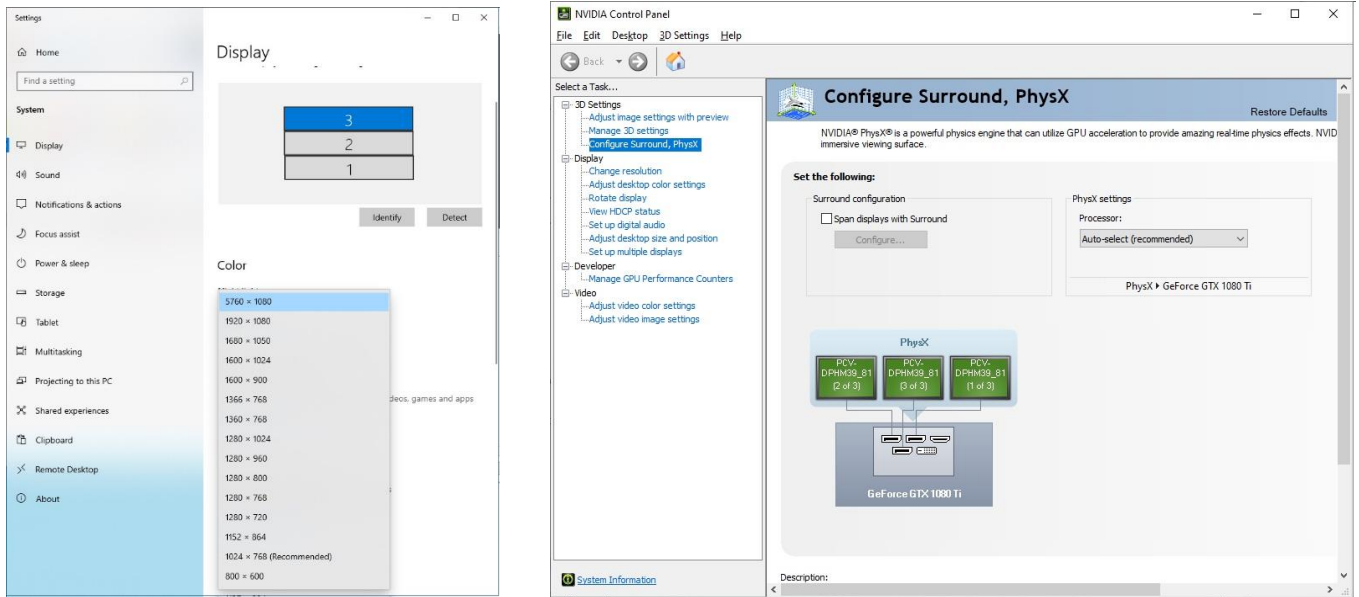 Settings
Home
Find a setting
System
Display
Sound
Notifications & actions
Focus assist
Power & sleep
Storage
Tablet
Multitasking
Projecting to this PC
Shared experiences
Clipboard
Remote Desktop
About
Display
3
2
1
Identify Detect
Color
5760 × 1080
1920 × 1080
1680 × 1050
1600 × 1024
1600 × 900
1366 × 768
1360 × 768
1280 × 1024
1280 × 960
1280 × 800
1280 × 768
1280 × 720
1152 × 864
1024 × 768 (Recommended)
800 × 600
deos, games and apps
NVIDIA Control Panel
File Edit Desktop 3D Settings Help
Back
Select a Task...
3D Settings
Adjust image settings with preview
Manage 3D settings
Configure Surround, PhysX
Display
Change resolution
Adjust desktop color settings
Rotate display
View HDCP status
Set up digital audio
Adjust desktop size and position
Set up multiple displays
Developer
Manage GPU Performance Counters
Video
Adjust video color settings
Adjust video image settings
System Information
Configure Surround, PhysX
Restore Defaults
NVIDIA® PhysX® is a powerful physics engine that can utilize GPU acceleration to provide amazing real-time physics effects. NVID
immersive viewing surface.
Set the following:
Surround configuration
Span displays with Surround
Configure...
PhysX settings
Processor:
Auto-select (recommended)
PhysX GeForce GTX 1080 Ti
PhysX
PCV- PCV- PCV-
DPHM39_81 DPHM39_81 DPHM39_81
(2 of 3) (3 of 3) (1 of 3)
GeForce GTX 1080 Ti
Description: